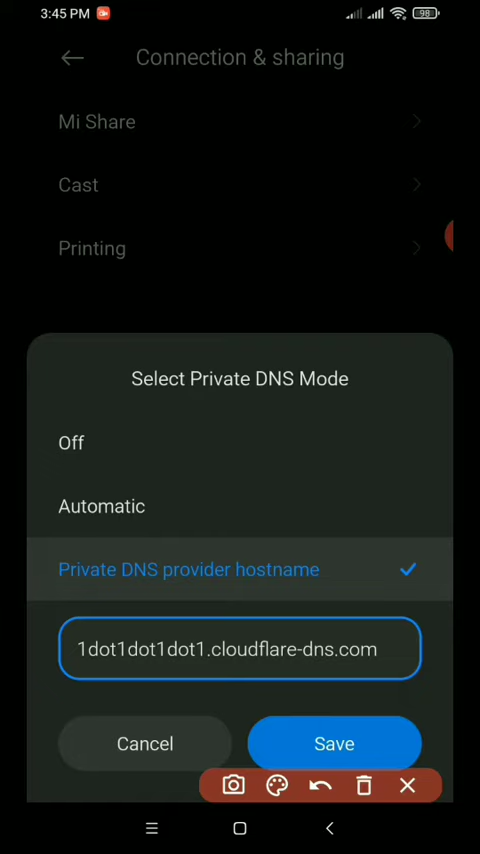 3:45 PM
98
Connection & sharing
Mi Share
Cast
Printing
Select Private DNS Mode
Off
Automatic
Private DNS provider hostname
1dot1dot1dot1.cloudflare-dns.com
Cancel
Save